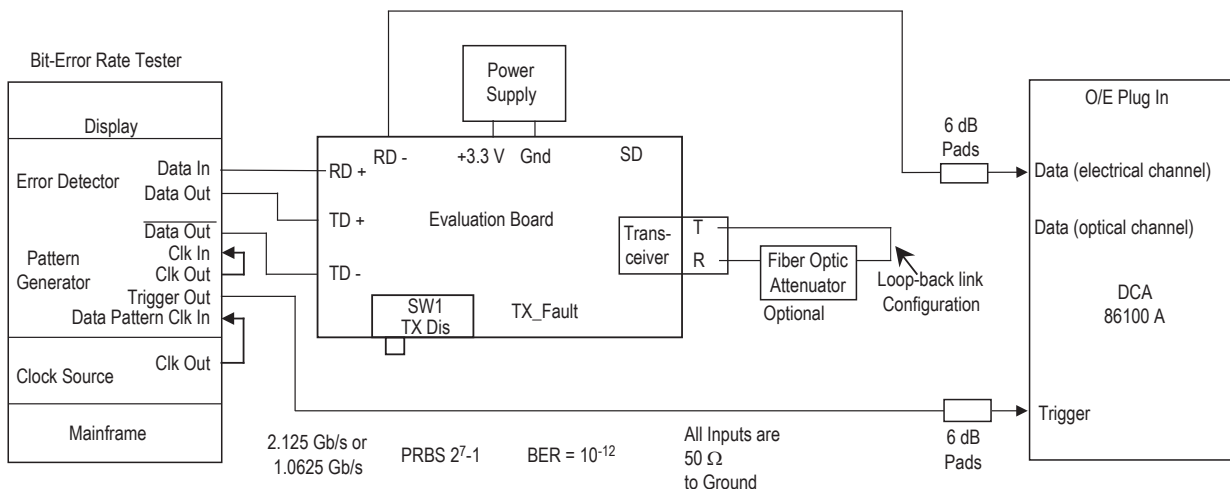 Bit-Error Rate Tester
Display
Error Detector
Data In
Data Out
Data Out
Clk In
Pattern
Generator
Clk Out
Trigger Out
Data Pattern Clk In
Clock Source
Clk Out
Mainframe
Power
Supply
RD -
+3.3 V
Gnd
SD
RD +
TD +
TD -
Evaluation Board
Trans-
ceiver
T
R
SW1
TX Dis
TX_Fault
Fiber Optic
Attenuator
Optional
Loop-back link
Configuration
6 dB
Pads
O/E Plug In
Data (electrical channel)
Data (optical channel)
DCA
86100 A
Trigger
6 dB
Pads
2.125 Gb/s or
1.0625 Gb/s
PRBS 2⁷-1
BER = 10⁻¹²
All Inputs are
50 Ω
to Ground